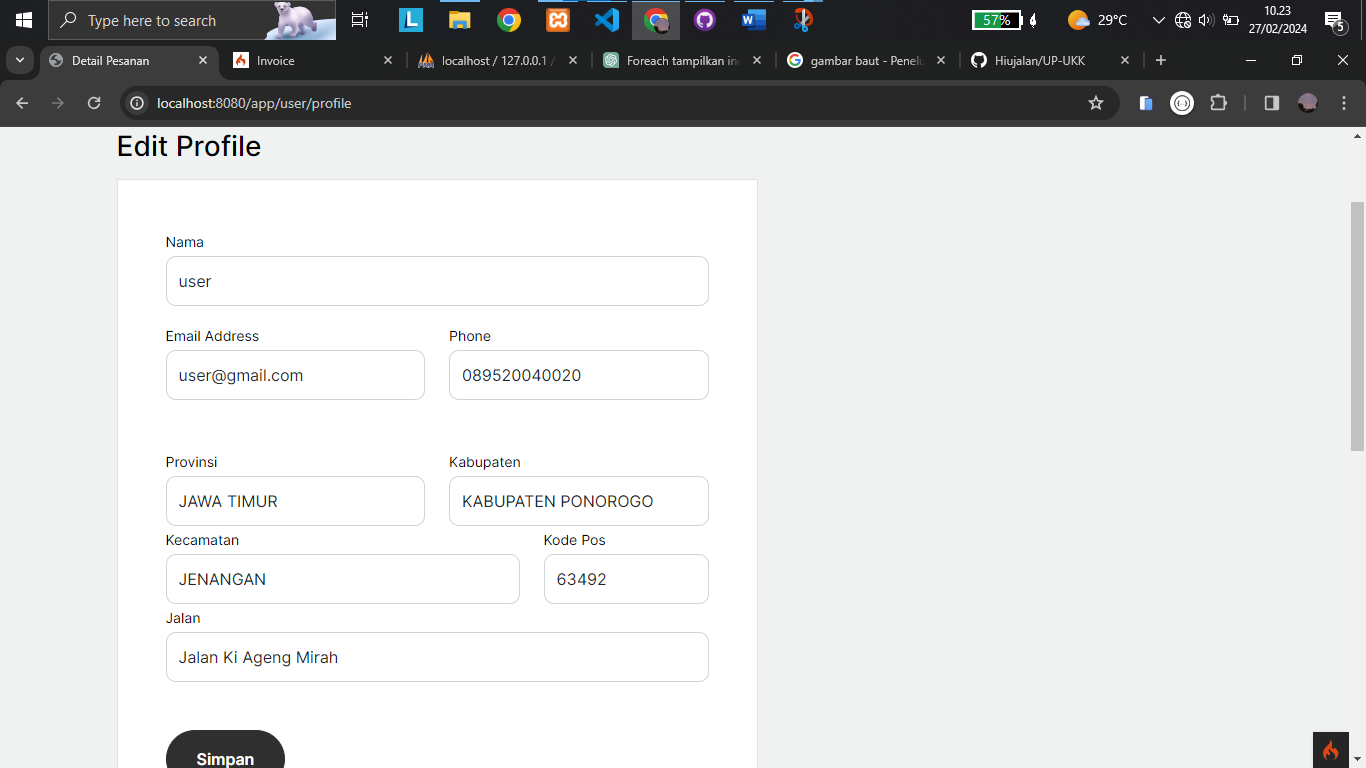 Type here to search
L
W
57%
29°C
10.23
27/02/2024
5
Detail Pesanan
Invoice
localhost / 127.0.0.1 /
Foreach tampilkan in
gambar baut - Penelu
Hiujalan/UP-UKK
localhost:8080/app/user/profile
Edit Profile
Nama
user
Email Address Phone
user@gmail.com 089520040020
Provinsi Kabupaten
JAWA TIMUR KABUPATEN PONOROGO
Kecamatan Kode Pos
JENANGAN 63492
Jalan
Jalan Ki Ageng Mirah
Simpan